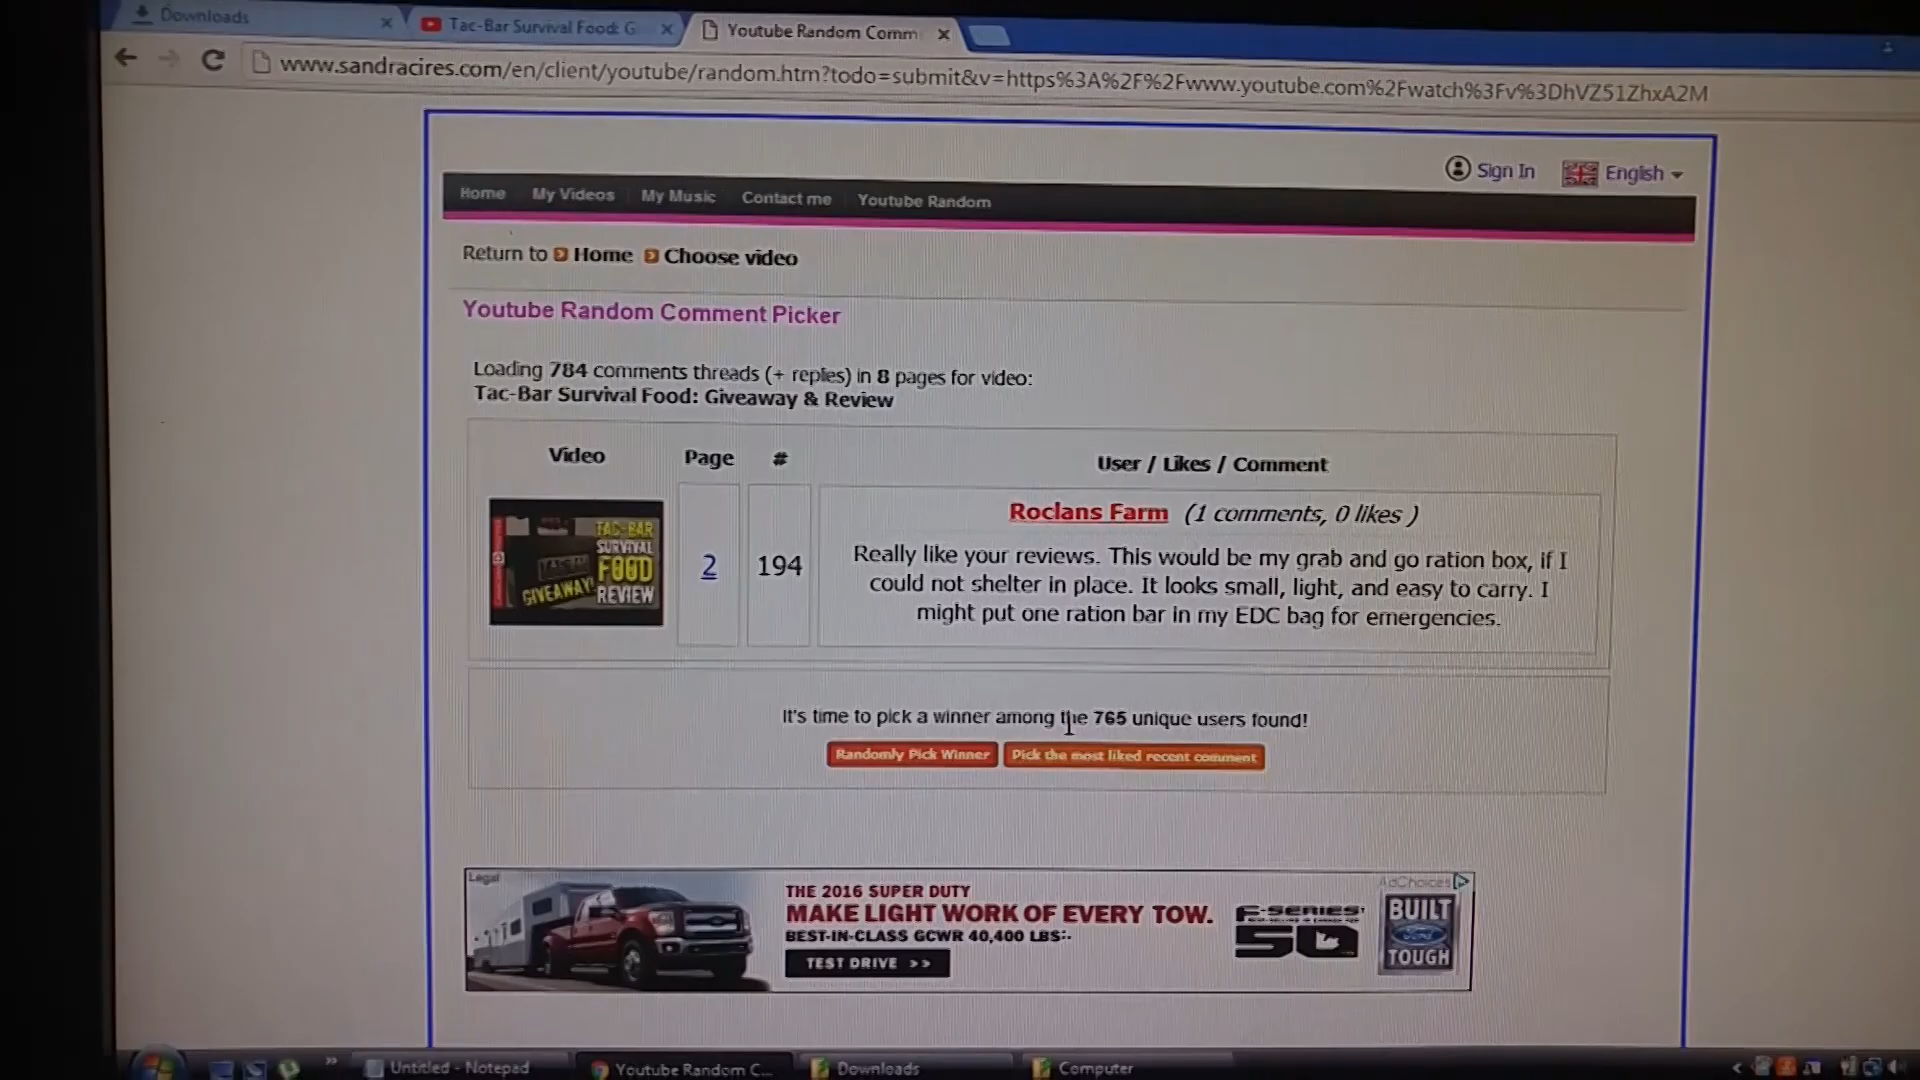 Downloads
Tac-Bar Survival Food: G
Youtube Random Comm
www.sandracires.com/en/client/youtube/random.htm?todo=submit&v=https%3A%2F%2Fwww.youtube.com%2Fwatch%3Fv%3DhVZ51ZhxA2M
Sign In English
Home My Videos My Music Contact me Youtube Random
Return to Home Choose video
Youtube Random Comment Picker
Loading 784 comments threads (+ replies) in 8 pages for video:
Tac-Bar Survival Food: Giveaway & Review
Video Page # User / Likes / Comment
TAC-BAR
SURVIVAL
FOOD
GIVEAWAY! REVIEW
2 194
Roclans Farm (1 comments, 0 likes )
Really like your reviews. This would be my grab and go ration box, if I
could not shelter in place. It looks small, light, and easy to carry. I
might put one ration bar in my EDC bag for emergencies.
It's time to pick a winner among the 765 unique users found!
Randomly Pick Winner Pick the most liked recent comment
Legal
AdChoices
THE 2016 SUPER DUTY
MAKE LIGHT WORK OF EVERY TOW.
BEST-IN-CLASS GCWR 40,400 LBS
TEST DRIVE >>
F-SERIES
50
BUILT
Ford
TOUGH
Untitled - Notepad Youtube Random C... Downloads Computer